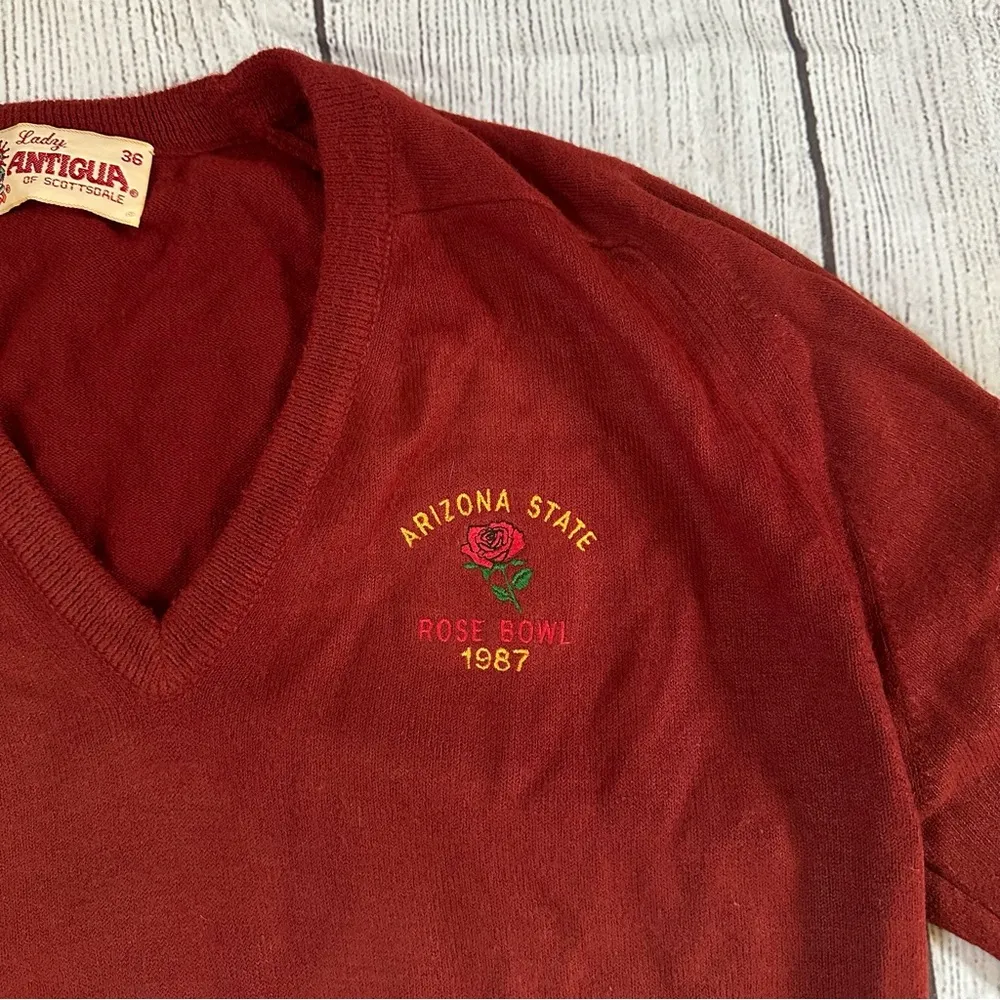 Lady
ANTIGUA® 36
OF SCOTTSDALE
ARIZONA STATE
ROSE BOWL
1987